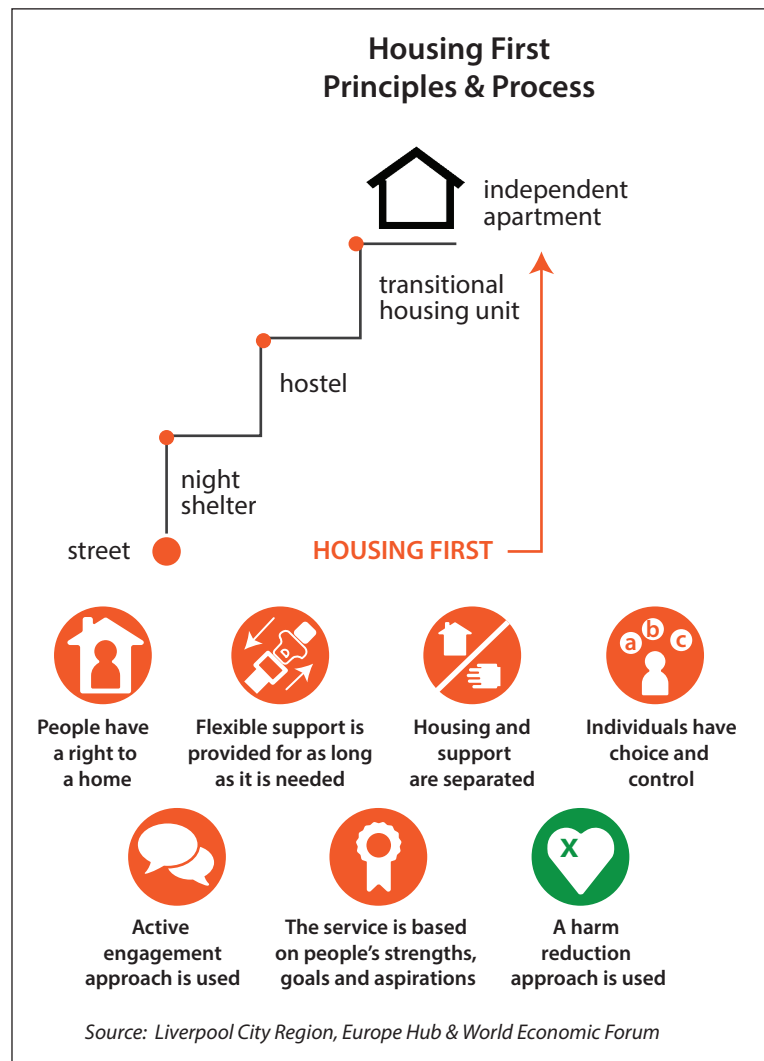 Housing First
Principles & Process
independent
apartment
transitional
housing unit
hostel
night
shelter
street
HOUSING FIRST
a
b
c
People have
a right to
a home
Flexible support is
provided for as long
as it is needed
Housing and
support
are separated
Individuals have
choice and
control
X
Active
engagement
approach is used
The service is based
on people’s strengths,
goals and aspirations
A harm
reduction
approach is used
Source: Liverpool City Region, Europe Hub & World Economic Forum